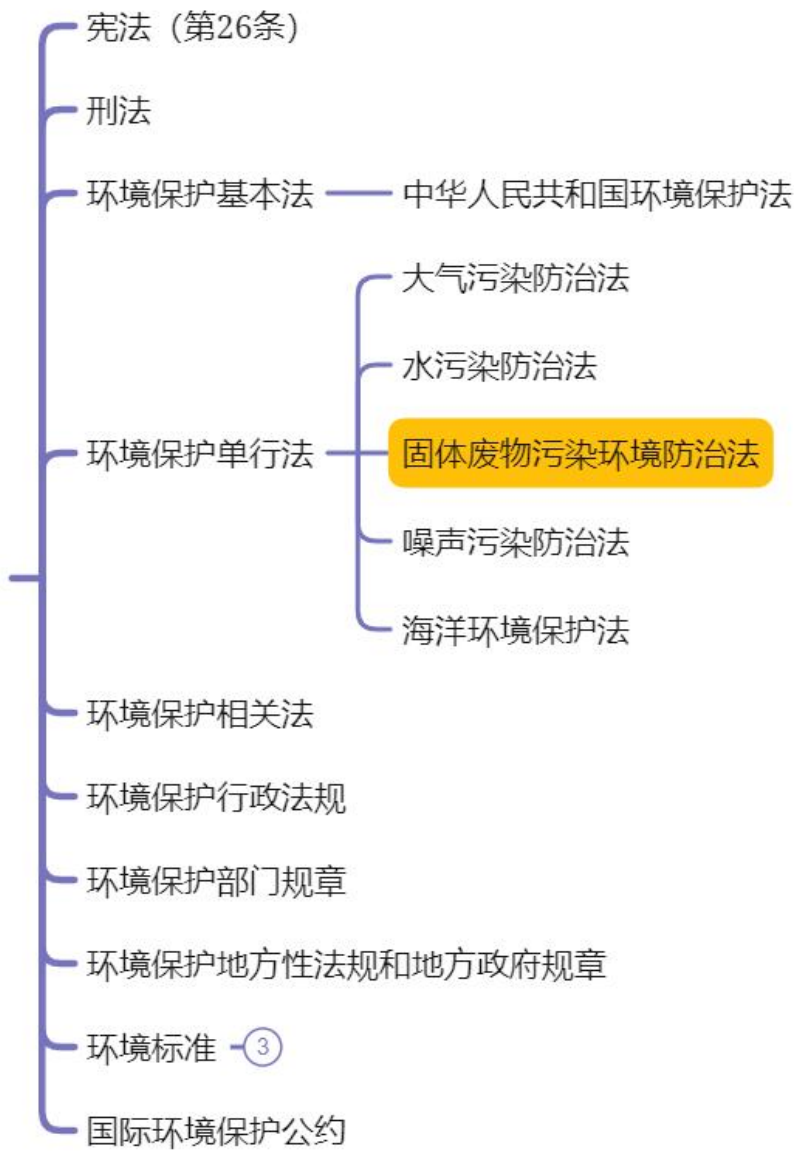 宪法（第26条）
刑法
环境保护基本法
中华人民共和国环境保护法
环境保护单行法
大气污染防治法
水污染防治法
固体废物污染环境防治法
噪声污染防治法
海洋环境保护法
环境保护相关法
环境保护行政法规
环境保护部门规章
环境保护地方性法规和地方政府规章
环境标准
3
国际环境保护公约